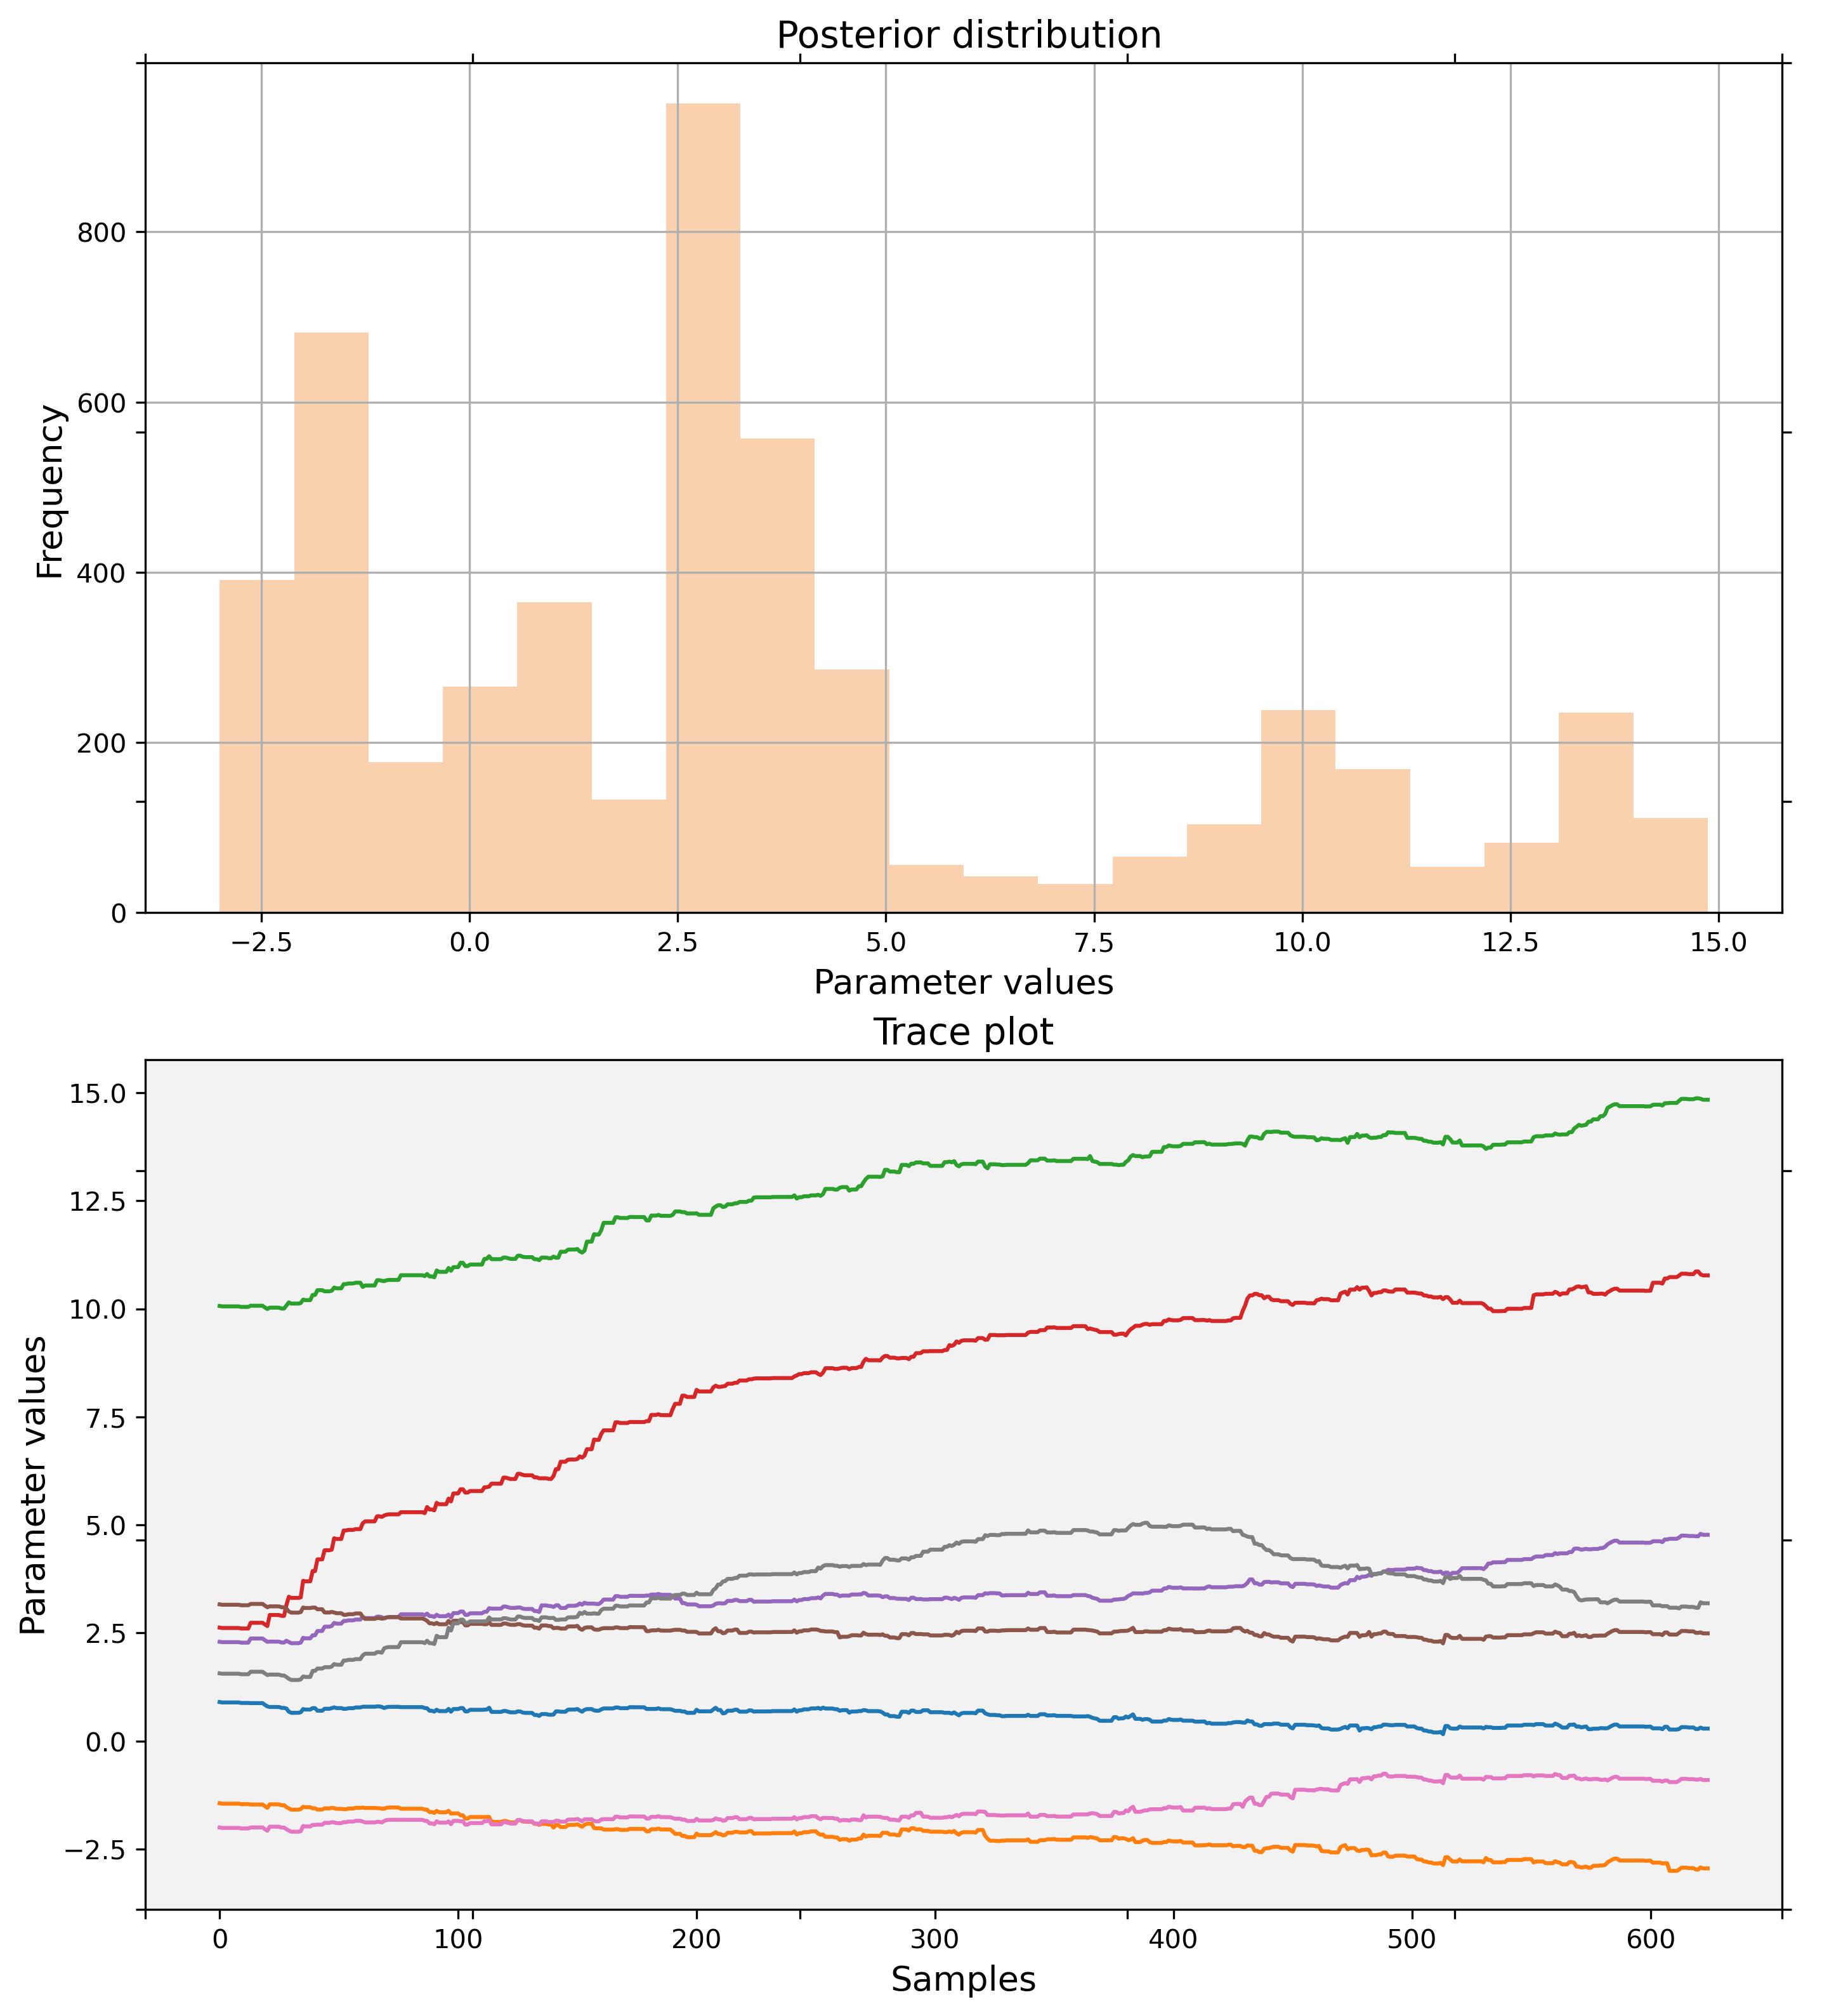 Posterior distribution
Frequency
800
600
400
200
0
−2.5 0.0 2.5 5.0 7.5 10.0 12.5 15.0
Parameter values
Trace plot
Parameter values
15.0
12.5
10.0
7.5
5.0
2.5
0.0
−2.5
0 100 200 300 400 500 600
Samples